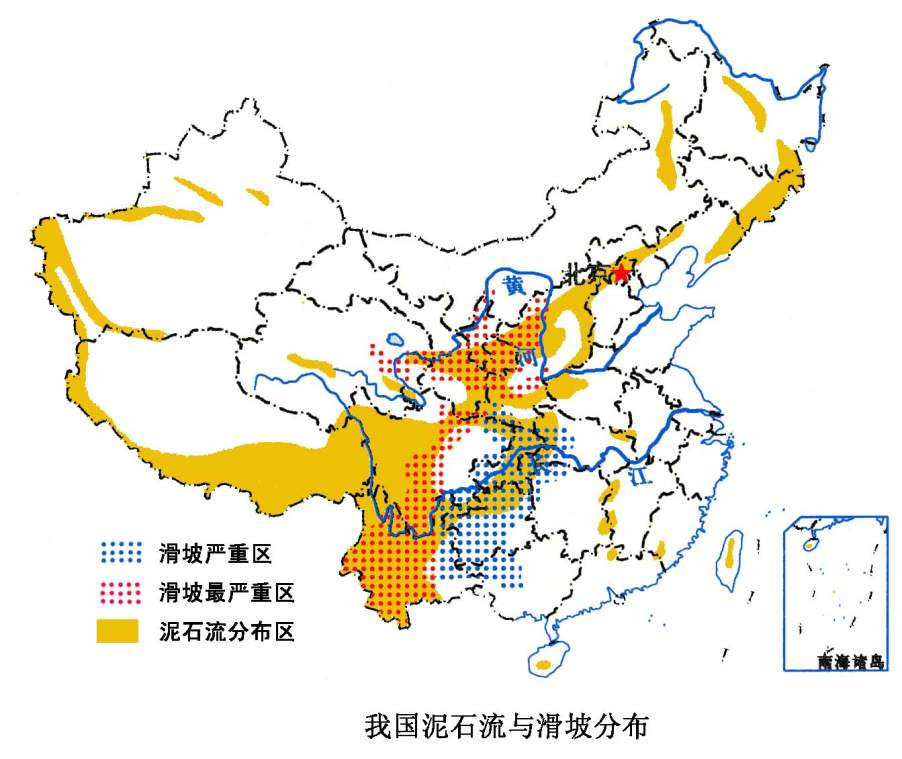 北京
黄
河
长
江
滑坡严重区
滑坡最严重区
泥石流分布区
南海诸岛
我国泥石流与滑坡分布